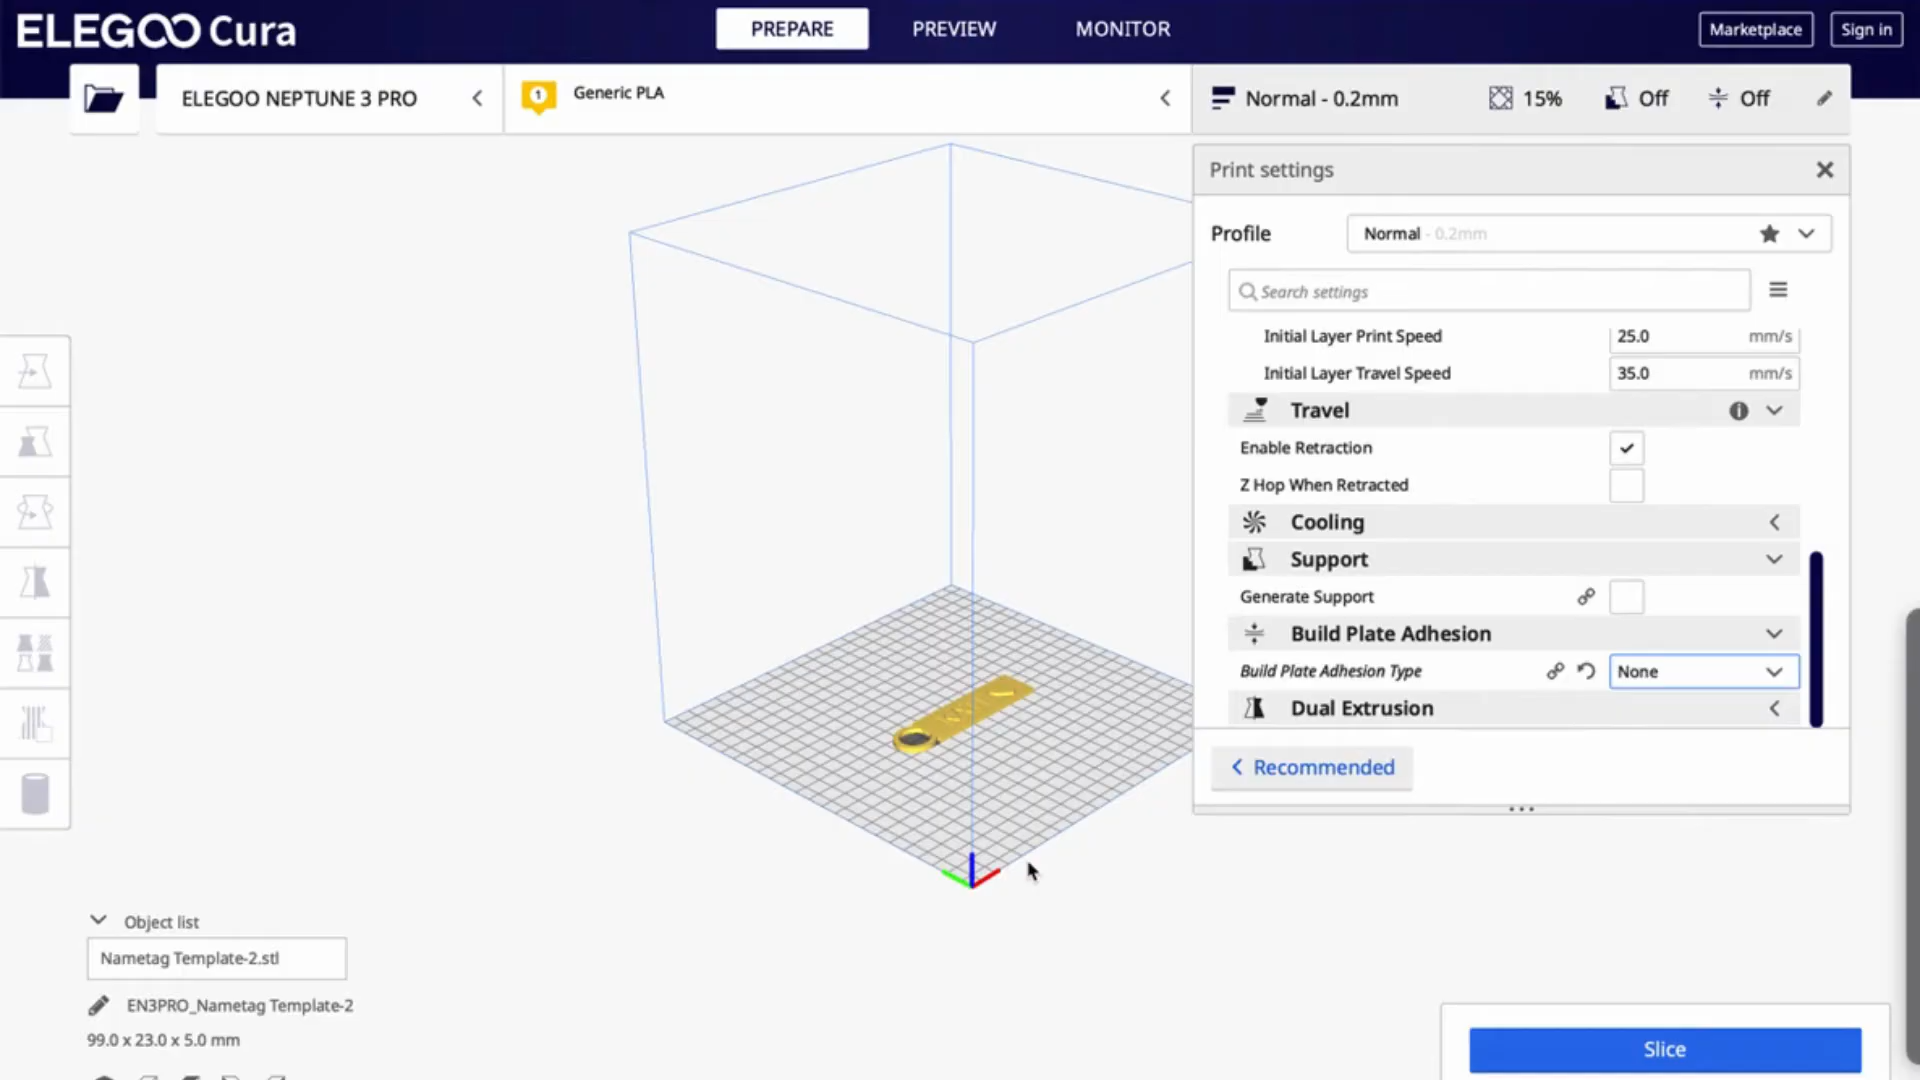 ELEGOO Cura
PREPARE
PREVIEW
MONITOR
Marketplace
Sign in
ELEGOO NEPTUNE 3 PRO
1
Generic PLA
Normal - 0.2mm
15%
Off
Off
Print settings
Profile
Normal - 0.2mm
Search settings
Initial Layer Print Speed
25.0 mm/s
Initial Layer Travel Speed
35.0 mm/s
Travel
Enable Retraction
Z Hop When Retracted
Cooling
Support
Generate Support
Build Plate Adhesion
Build Plate Adhesion Type
None
Dual Extrusion
Recommended
Object list
Nametag Template-2.stl
EN3PRO_Nametag Template-2
99.0 x 23.0 x 5.0 mm
Slice